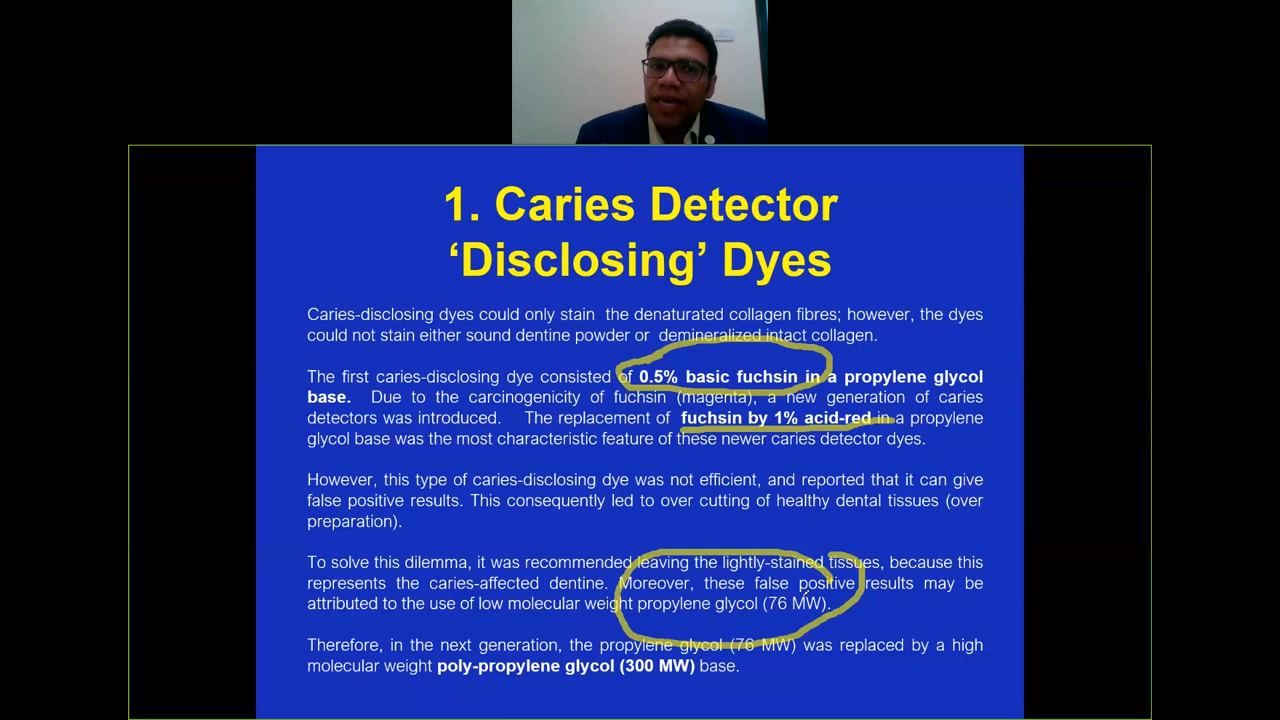 1. Caries Detector
‘Disclosing’ Dyes
Caries-disclosing dyes could only stain the denaturated collagen fibres; however, the dyes
could not stain either sound dentine powder or demineralized intact collagen.
The first caries-disclosing dye consisted of 0.5% basic fuchsin in a propylene glycol
base. Due to the carcinogenicity of fuchsin (magenta), a new generation of caries
detectors was introduced. The replacement of fuchsin by 1% acid-red in a propylene
glycol base was the most characteristic feature of these newer caries detector dyes.
However, this type of caries-disclosing dye was not efficient, and reported that it can give
false positive results. This consequently led to over cutting of healthy dental tissues (over
preparation).
To solve this dilemma, it was recommended leaving the lightly-stained tissues, because this
represents the caries-affected dentine. Moreover, these false positive results may be
attributed to the use of low molecular weight propylene glycol (76 MW).
Therefore, in the next generation, the propylene glycol (76 MW) was replaced by a high
molecular weight poly-propylene glycol (300 MW) base.